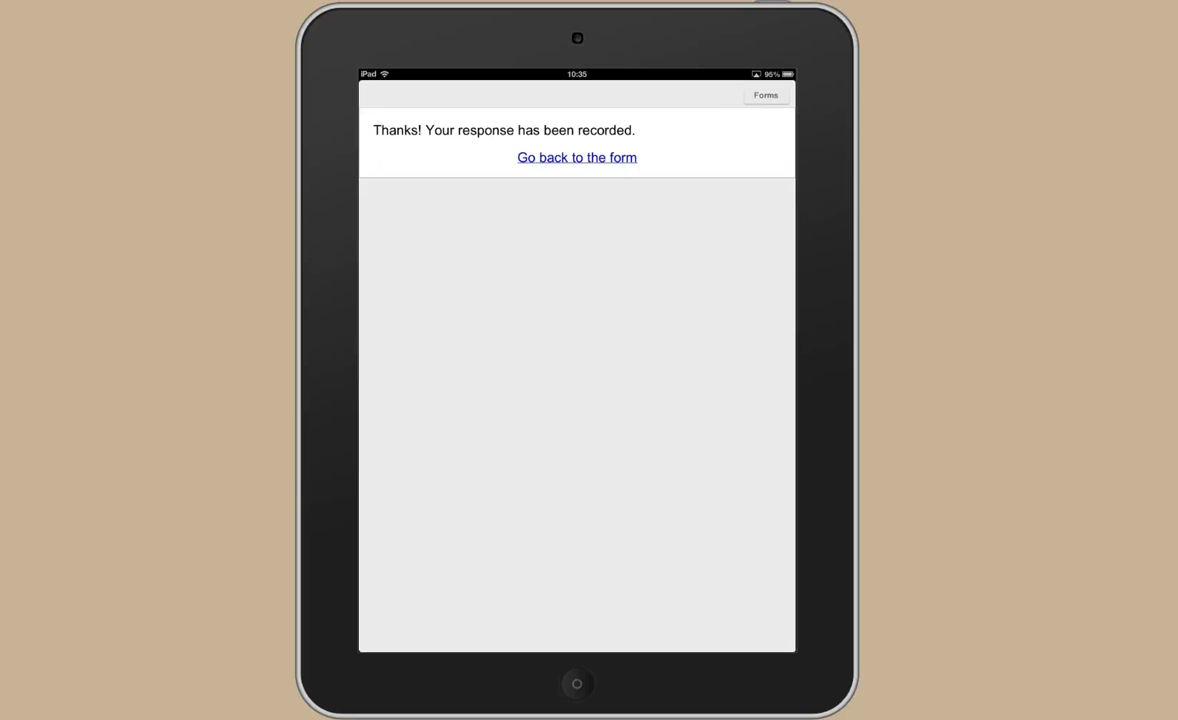 iPad 10:35 95%
Forms
Thanks! Your response has been recorded.
Go back to the form